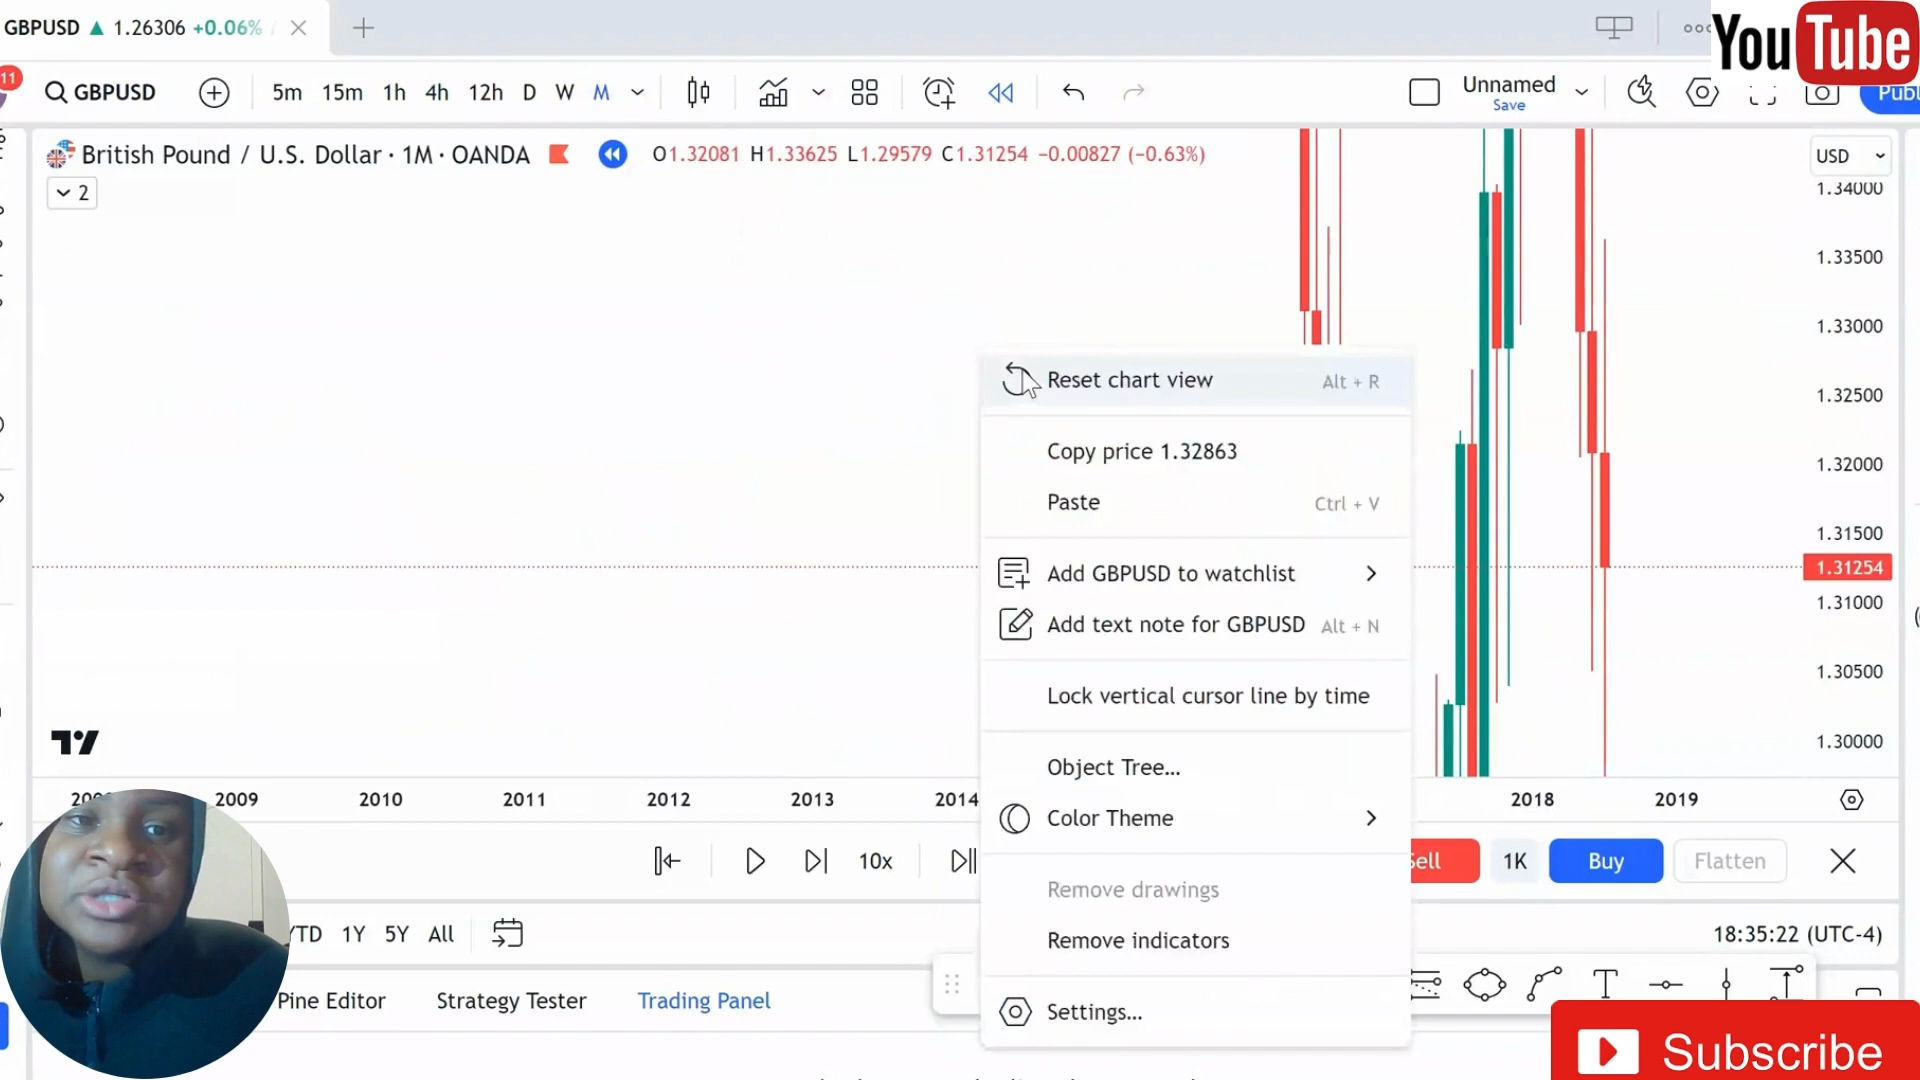 GBPUSD ▲ 1.26306 +0.06%
YouTube
11
GBPUSD 5m 15m 1h 4h 12h D W M Unnamed
Save
Publ
British Pound / U.S. Dollar · 1M · OANDA O1.32081 H1.33625 L1.29579 C1.31254 −0.00827 (−0.63%)
USD
2
1.34000
1.33500
1.33000
1.32500
1.32000
1.31500
1.31254
1.31000
1.30500
1.30000
Reset chart view Alt + R
Copy price 1.32863
Paste Ctrl + V
Add GBPUSD to watchlist
Add text note for GBPUSD Alt + N
Lock vertical cursor line by time
Object Tree...
Color Theme
Remove drawings
Remove indicators
Settings...
2009 2010 2011 2012 2013 2014 2018 2019
10x Sell 1K Buy Flatten
YTD 1Y 5Y All 18:35:22 (UTC-4)
Pine Editor Strategy Tester Trading Panel
Subscribe